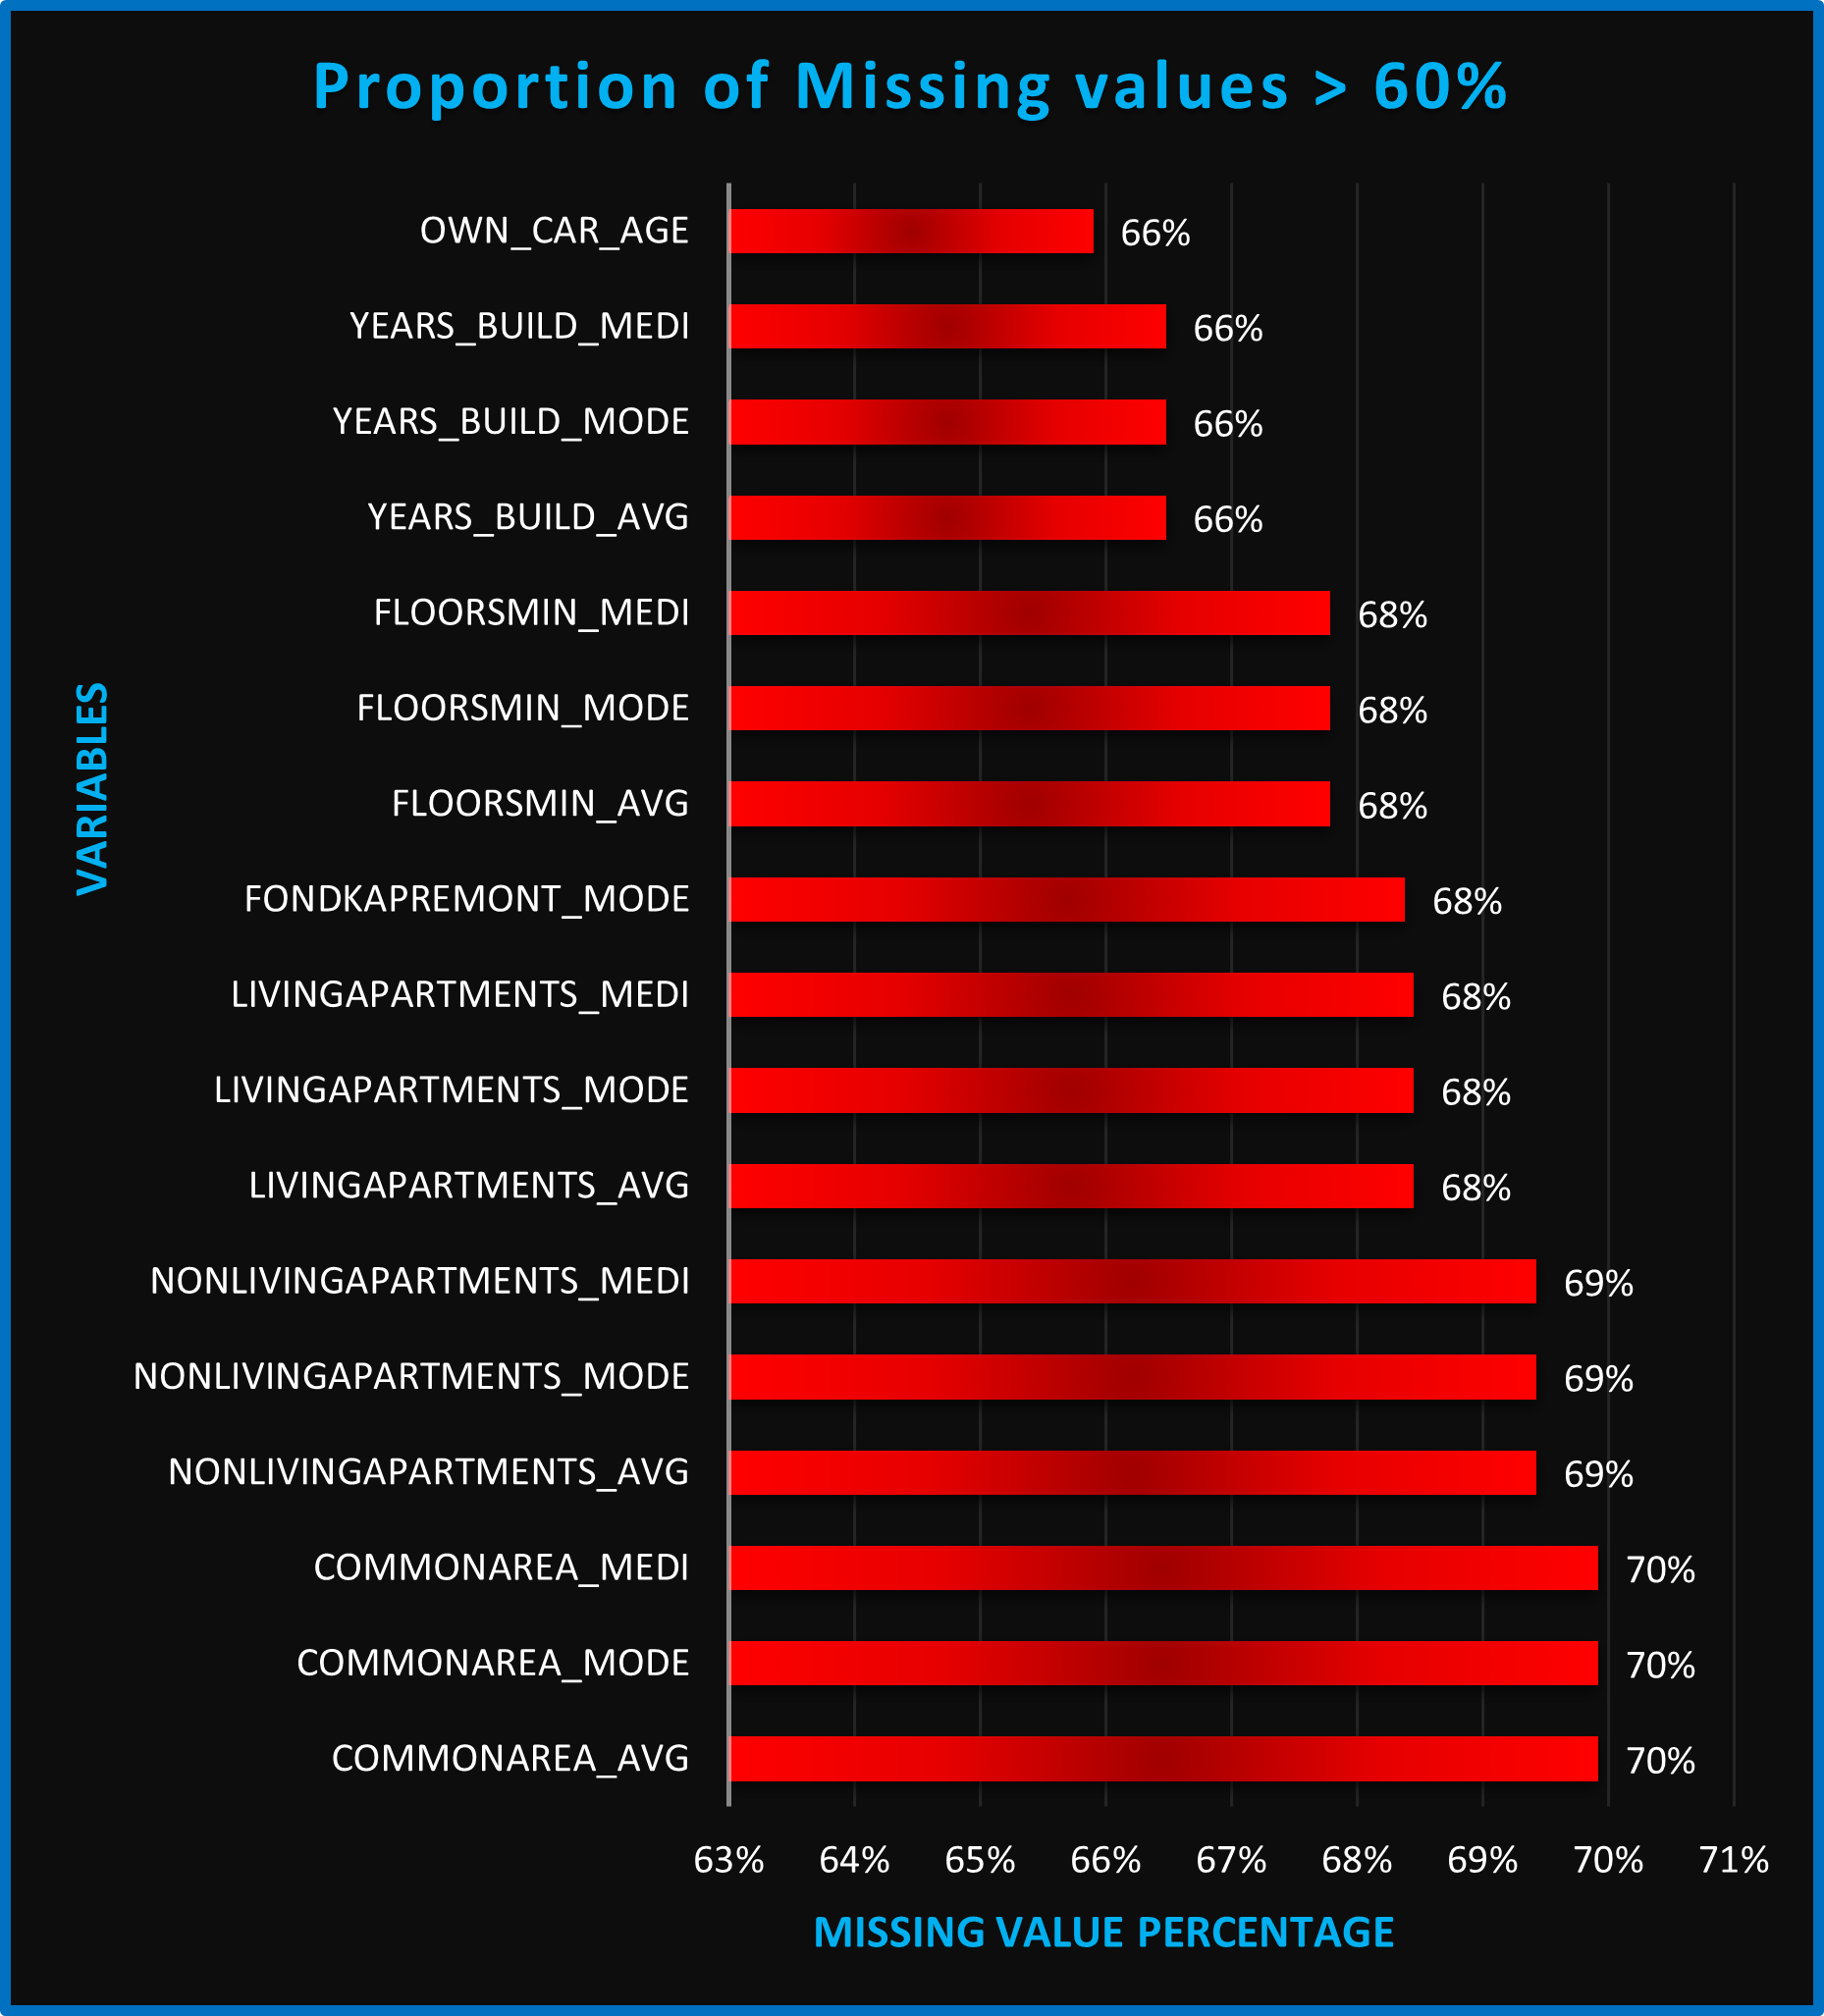 Proportion of Missing values > 60%
VARIABLES
OWN_CAR_AGE 66%
YEARS_BUILD_MEDI 66%
YEARS_BUILD_MODE 66%
YEARS_BUILD_AVG 66%
FLOORSMIN_MEDI 68%
FLOORSMIN_MODE 68%
FLOORSMIN_AVG 68%
FONDKAPREMONT_MODE 68%
LIVINGAPARTMENTS_MEDI 68%
LIVINGAPARTMENTS_MODE 68%
LIVINGAPARTMENTS_AVG 68%
NONLIVINGAPARTMENTS_MEDI 69%
NONLIVINGAPARTMENTS_MODE 69%
NONLIVINGAPARTMENTS_AVG 69%
COMMONAREA_MEDI 70%
COMMONAREA_MODE 70%
COMMONAREA_AVG 70%
63% 64% 65% 66% 67% 68% 69% 70% 71%
MISSING VALUE PERCENTAGE